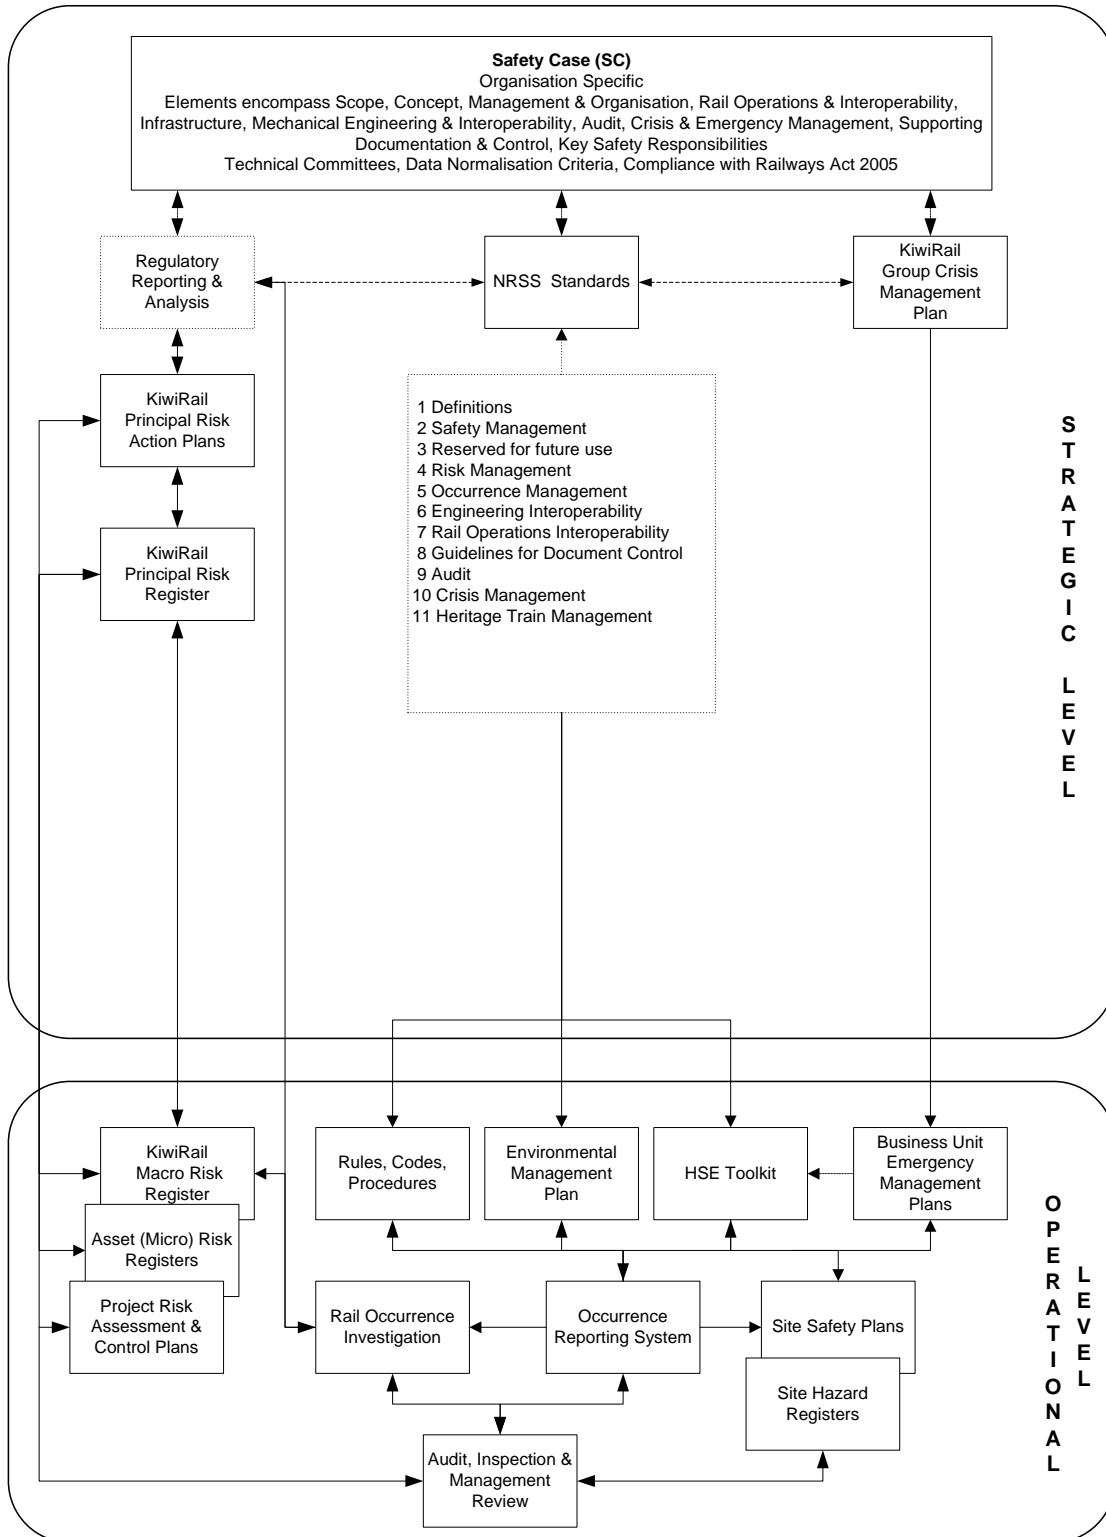 Safety Case (SC)
Organisation Specific
Elements encompass Scope, Concept, Management & Organisation, Rail Operations & Interoperability,
Infrastructure, Mechanical Engineering & Interoperability, Audit, Crisis & Emergency Management, Supporting
Documentation & Control, Key Safety Responsibilities
Technical Committees, Data Normalisation Criteria, Compliance with Railways Act 2005
Regulatory
Reporting &
Analysis
NRSS Standards
KiwiRail
Group Crisis
Management
Plan
KiwiRail
Principal Risk
Action Plans
KiwiRail
Principal Risk
Register
1 Definitions
2 Safety Management
3 Reserved for future use
4 Risk Management
5 Occurrence Management
6 Engineering Interoperability
7 Rail Operations Interoperability
8 Guidelines for Document Control
9 Audit
10 Crisis Management
11 Heritage Train Management
STRATEGIC LEVEL
KiwiRail
Macro Risk
Register
Rules, Codes,
Procedures
Environmental
Management
Plan
HSE Toolkit
Business Unit
Emergency
Management
Plans
Asset (Micro) Risk
Registers
Project Risk
Assessment &
Control Plans
Rail Occurrence
Investigation
Occurrence
Reporting System
Site Safety Plans
Site Hazard
Registers
Audit, Inspection &
Management
Review
OPERATIONAL
LEVEL